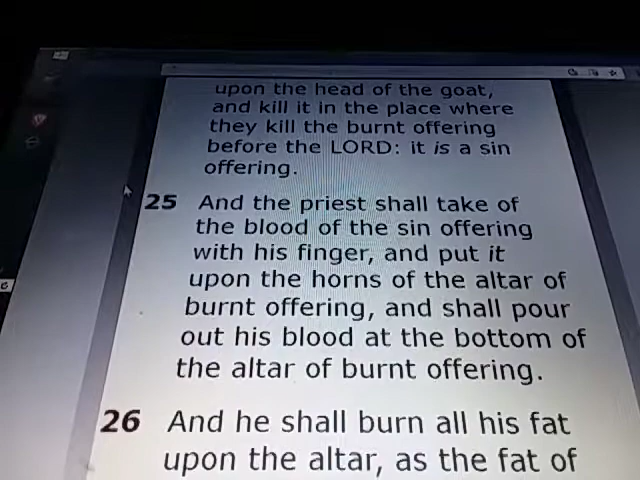 upon the head of the goat,
and kill it in the place where
they kill the burnt offering
before the LORD: it is a sin
offering.
25 And the priest shall take of
the blood of the sin offering
with his finger, and put it
upon the horns of the altar of
burnt offering, and shall pour
out his blood at the bottom of
the altar of burnt offering.
26 And he shall burn all his fat
upon the altar, as the fat of